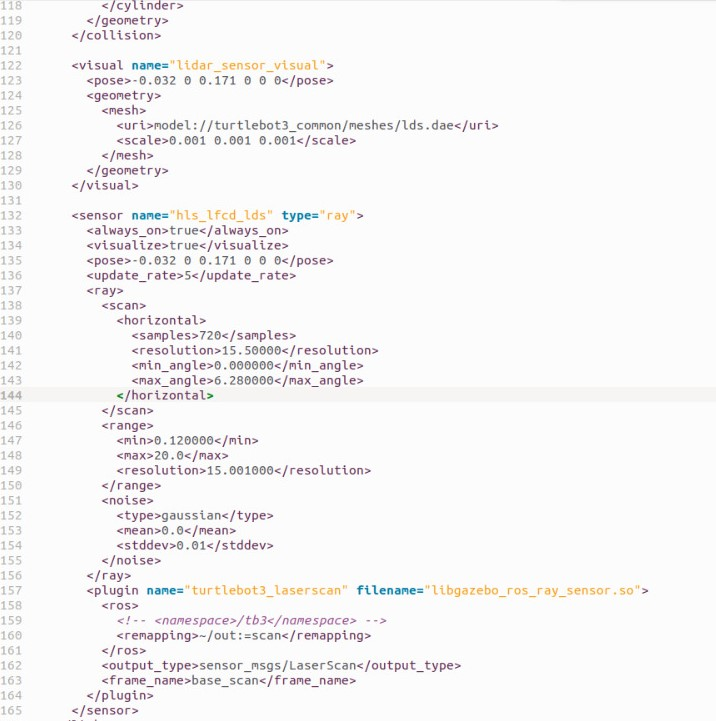 118 </cylinder>
119 </geometry>
120 </collision>
121
122 <visual name="lidar_sensor_visual">
123 <pose>-0.032 0 0.171 0 0 0</pose>
124 <geometry>
125 <mesh>
126 <uri>model://turtlebot3_common/meshes/lds.dae</uri>
127 <scale>0.001 0.001 0.001</scale>
128 </mesh>
129 </geometry>
130 </visual>
131
132 <sensor name="hls_lfcd_lds" type="ray">
133 <always_on>true</always_on>
134 <visualize>true</visualize>
135 <pose>-0.032 0 0.171 0 0 0</pose>
136 <update_rate>5</update_rate>
137 <ray>
138 <scan>
139 <horizontal>
140 <samples>720</samples>
141 <resolution>15.50000</resolution>
142 <min_angle>0.000000</min_angle>
143 <max_angle>6.280000</max_angle>
144 </horizontal>
145 </scan>
146 <range>
147 <min>0.120000</min>
148 <max>20.0</max>
149 <resolution>15.001000</resolution>
150 </range>
151 <noise>
152 <type>gaussian</type>
153 <mean>0.0</mean>
154 <stddev>0.01</stddev>
155 </noise>
156 </ray>
157 <plugin name="turtlebot3_laserscan" filename="libgazebo_ros_ray_sensor.so">
158 <ros>
159 <!-- <namespace>/tb3</namespace> -->
160 <remapping>~/out:=scan</remapping>
161 </ros>
162 <output_type>sensor_msgs/LaserScan</output_type>
163 <frame_name>base_scan</frame_name>
164 </plugin>
165 </sensor>